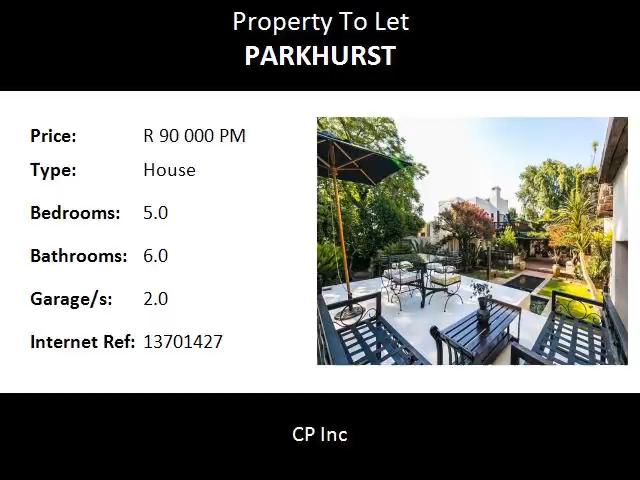 Property To Let
PARKHURST
Price: R 90 000 PM
Type: House
Bedrooms: 5.0
Bathrooms: 6.0
Garage/s: 2.0
Internet Ref: 13701427
CP Inc